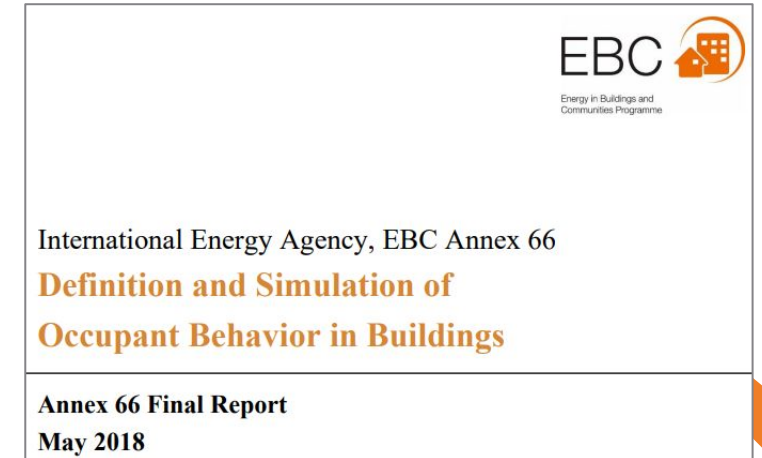 EBC
Energy in Buildings and
Communities Programme
International Energy Agency, EBC Annex 66
Definition and Simulation of
Occupant Behavior in Buildings
Annex 66 Final Report
May 2018